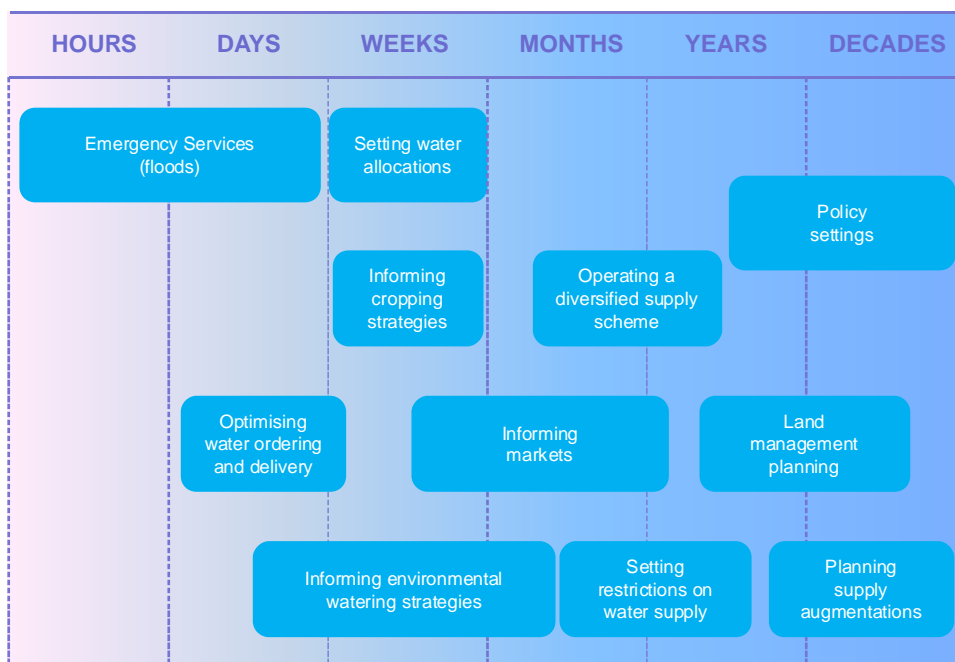 HOURS
DAYS
WEEKS
MONTHS
YEARS
DECADES
Emergency Services
(floods)
Setting water
allocations
Policy
settings
Informing
cropping
strategies
Operating a
diversified supply
scheme
Optimising
water ordering
and delivery
Informing
markets
Land
management
planning
Informing environmental
watering strategies
Setting
restrictions on
water supply
Planning
supply
augmentations